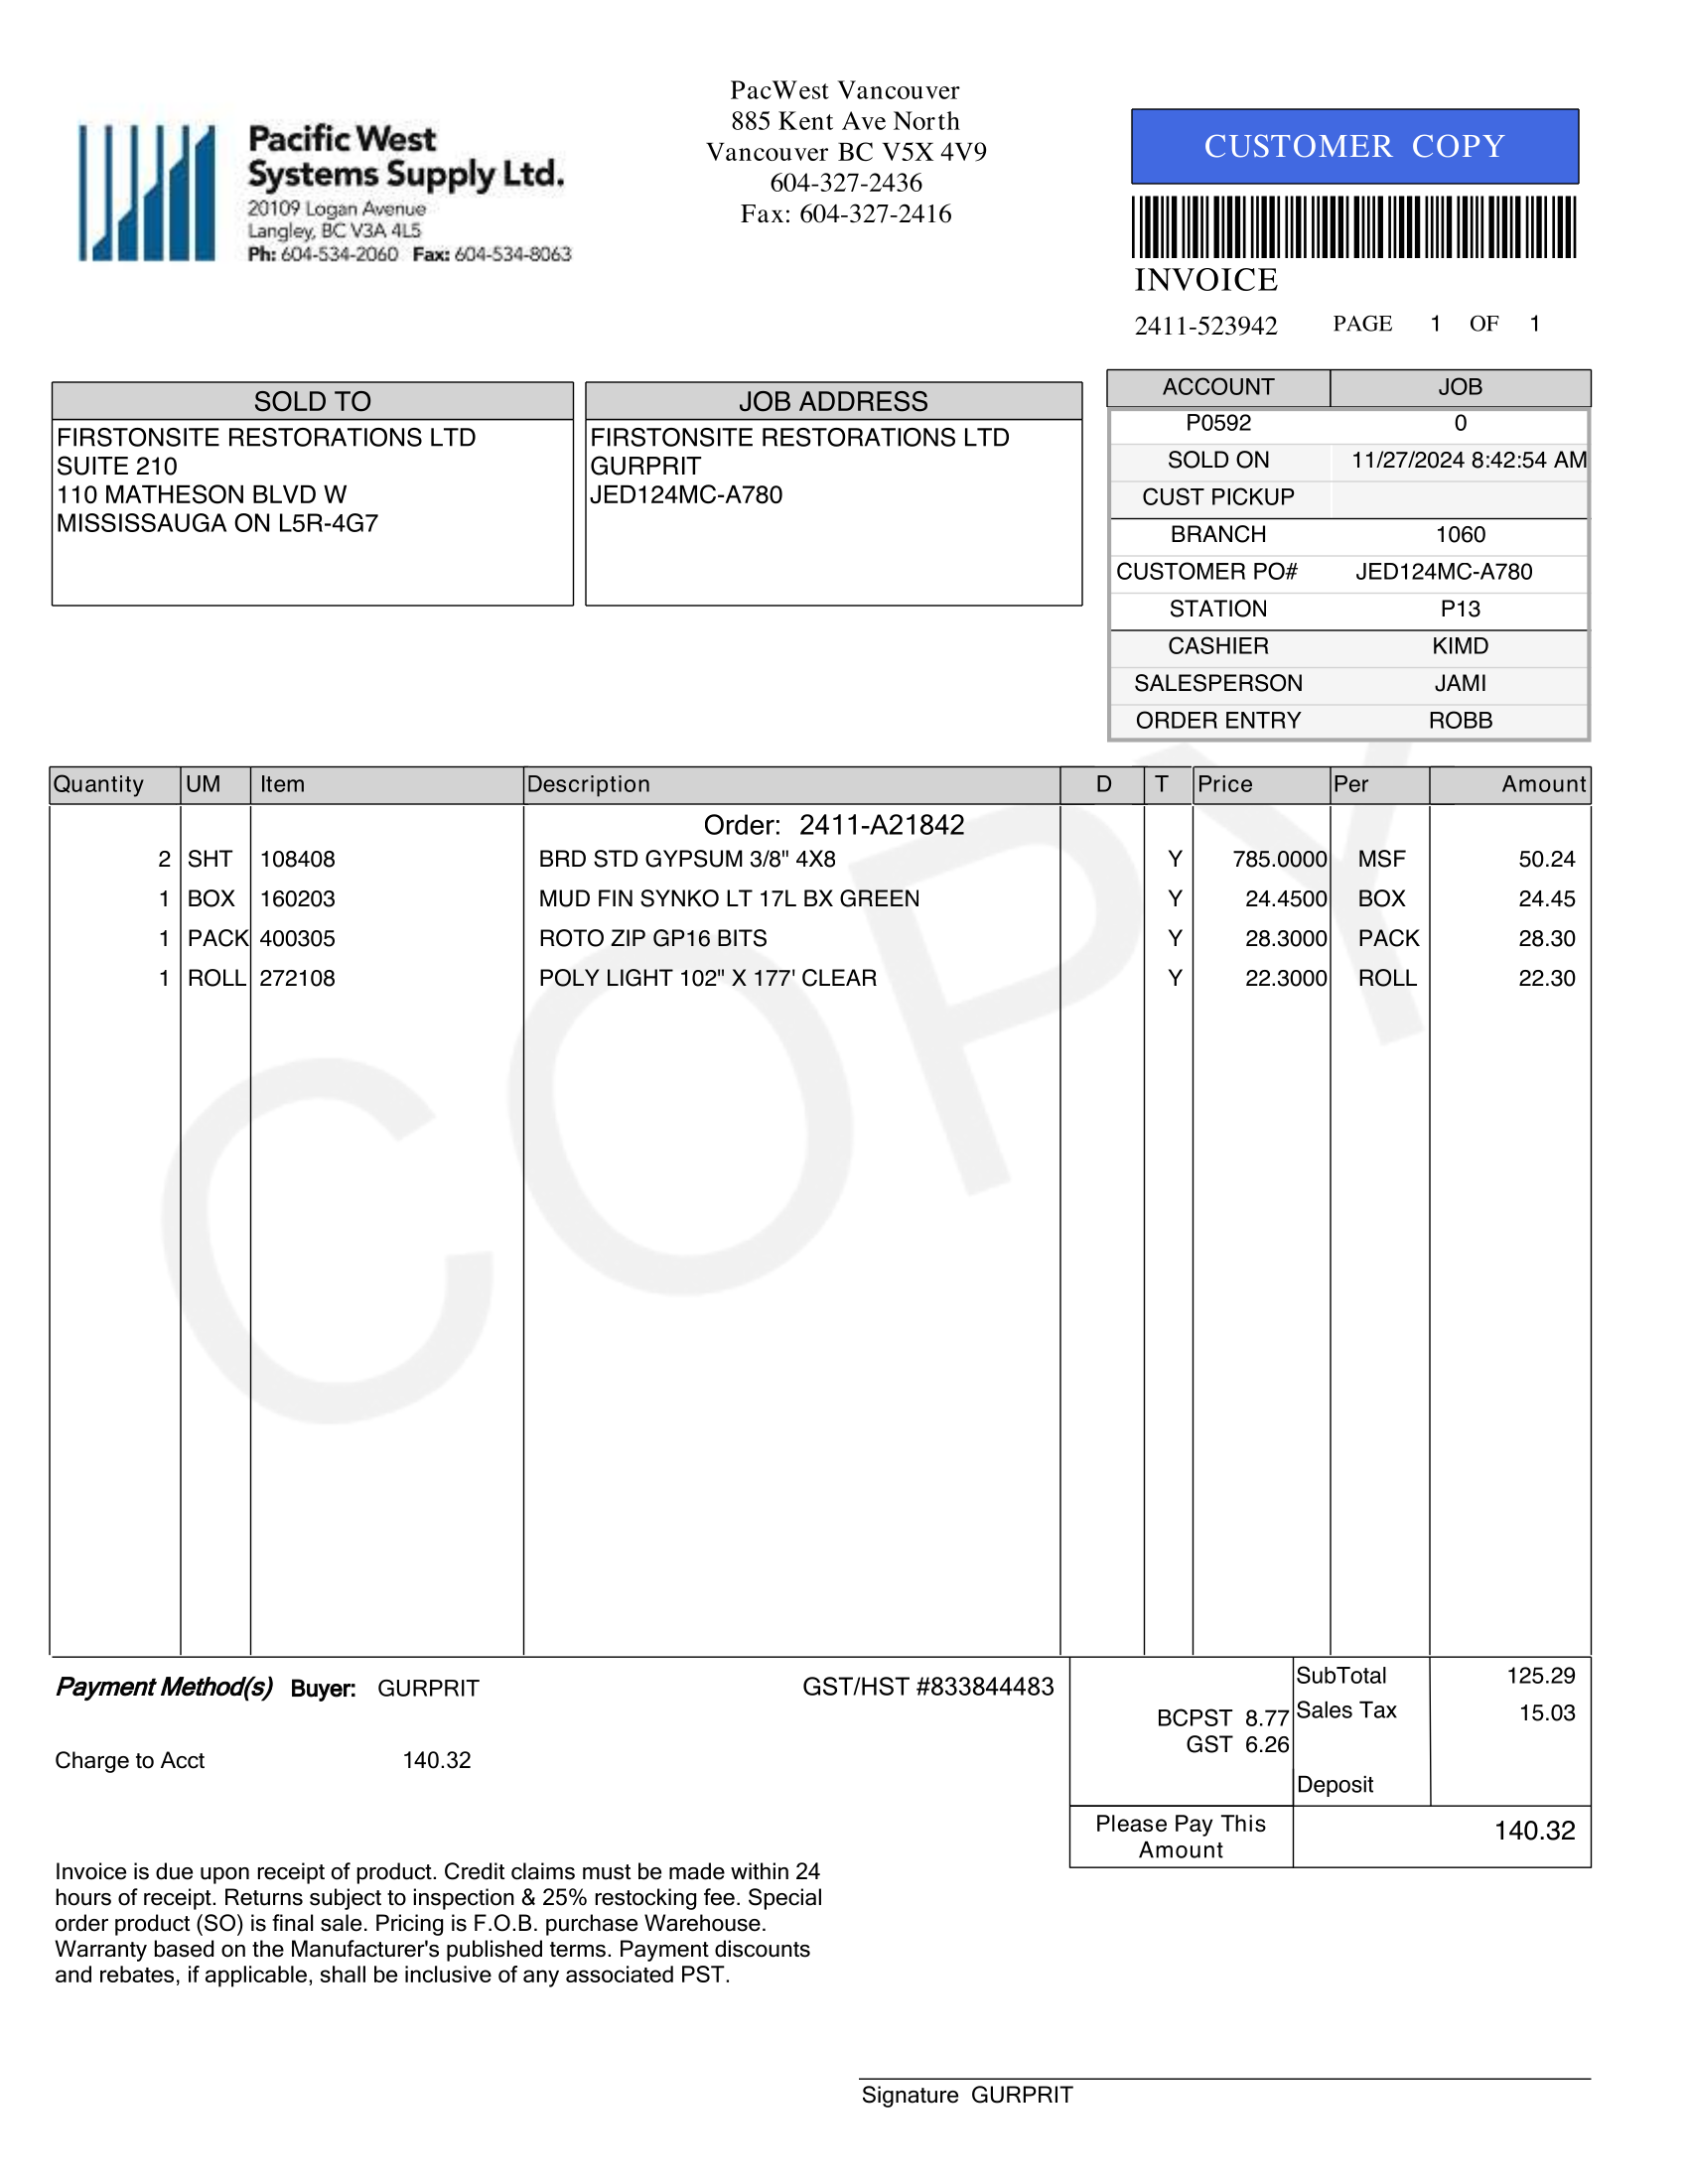 Pacific West
Systems Supply Ltd.
20109 Logan Avenue
Langley, BC V3A 4L5
Ph: 604-534-2060 Fax: 604-534-8063
PacWest Vancouver
885 Kent Ave North
Vancouver BC V5X 4V9
604-327-2436
Fax: 604-327-2416
CUSTOMER COPY
INVOICE
2411-523942 PAGE 1 OF 1
SOLD TO
FIRSTONSITE RESTORATIONS LTD
SUITE 210
110 MATHESON BLVD W
MISSISSAUGA ON L5R-4G7
JOB ADDRESS
FIRSTONSITE RESTORATIONS LTD
GURPRIT
JED124MC-A780
ACCOUNT JOB
P0592 0
SOLD ON 11/27/2024 8:42:54 AM
CUST PICKUP
BRANCH 1060
CUSTOMER PO# JED124MC-A780
STATION P13
CASHIER KIMD
SALESPERSON JAMI
ORDER ENTRY ROBB
Quantity UM Item Description D T Price Per Amount
Order: 2411-A21842
2 SHT 108408 BRD STD GYPSUM 3/8" 4X8 Y 785.0000 MSF 50.24
1 BOX 160203 MUD FIN SYNKO LT 17L BX GREEN Y 24.4500 BOX 24.45
1 PACK 400305 ROTO ZIP GP16 BITS Y 28.3000 PACK 28.30
1 ROLL 272108 POLY LIGHT 102" X 177' CLEAR Y 22.3000 ROLL 22.30
COPY
Payment Method(s) Buyer: GURPRIT GST/HST #833844483
Charge to Acct 140.32
SubTotal 125.29
BCPST 8.77 Sales Tax 15.03
GST 6.26
Deposit
Please Pay This
Amount 140.32
Invoice is due upon receipt of product. Credit claims must be made within 24
hours of receipt. Returns subject to inspection & 25% restocking fee. Special
order product (SO) is final sale. Pricing is F.O.B. purchase Warehouse.
Warranty based on the Manufacturer's published terms. Payment discounts
and rebates, if applicable, shall be inclusive of any associated PST.
Signature GURPRIT